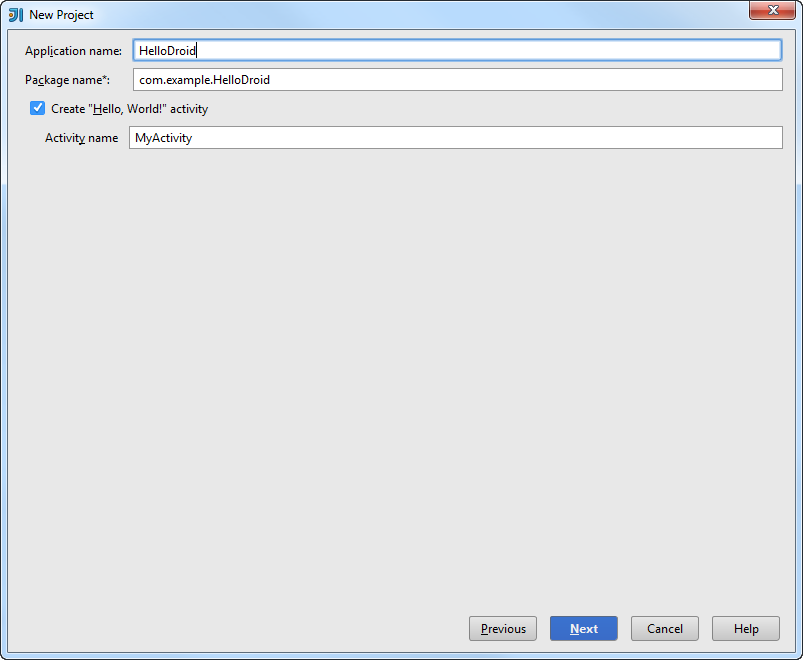 New Project
Application name: HelloDroid
Package name*: com.example.HelloDroid
Create "Hello, World!" activity
Activity name MyActivity
Previous Next Cancel Help